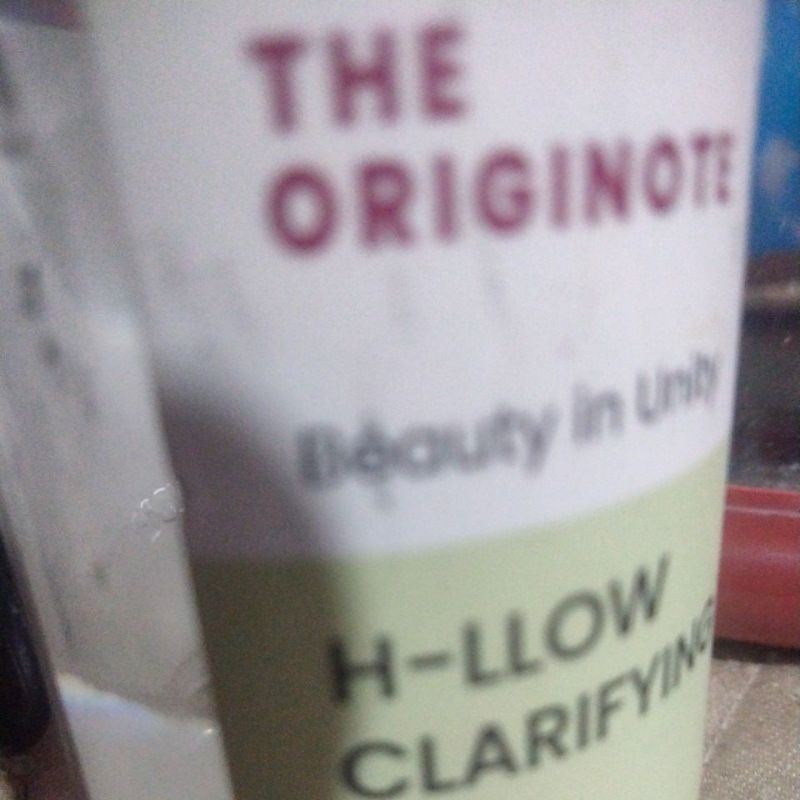 THE
ORIGINOTE
Beauty in Unity
H-LLOW
CLARIFYING